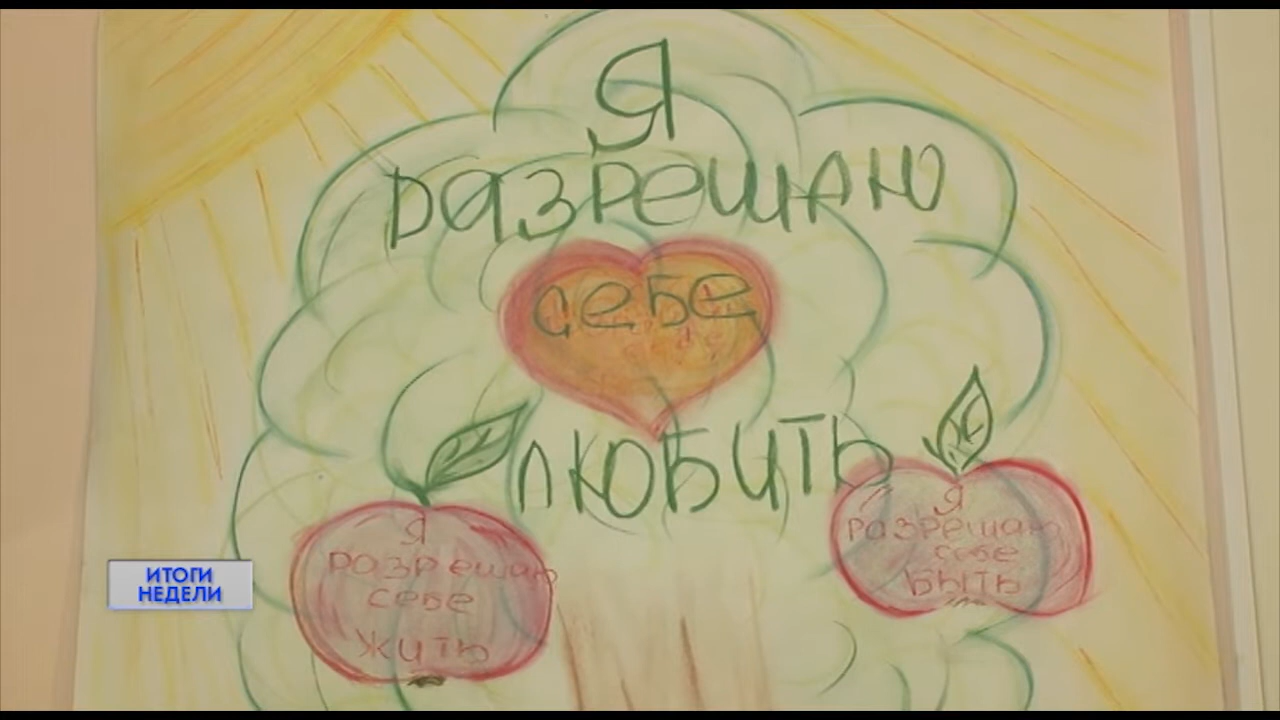 Я
РАЗРЕШАЮ
СЕБЕ
ЛЮБИТЬ
Я
РАЗРЕШАЮ
СЕБЕ
ЖИТЬ
Я
РАЗРЕШАЮ
СЕБЕ
БЫТЬ
ИТОГИ
НЕДЕЛИ